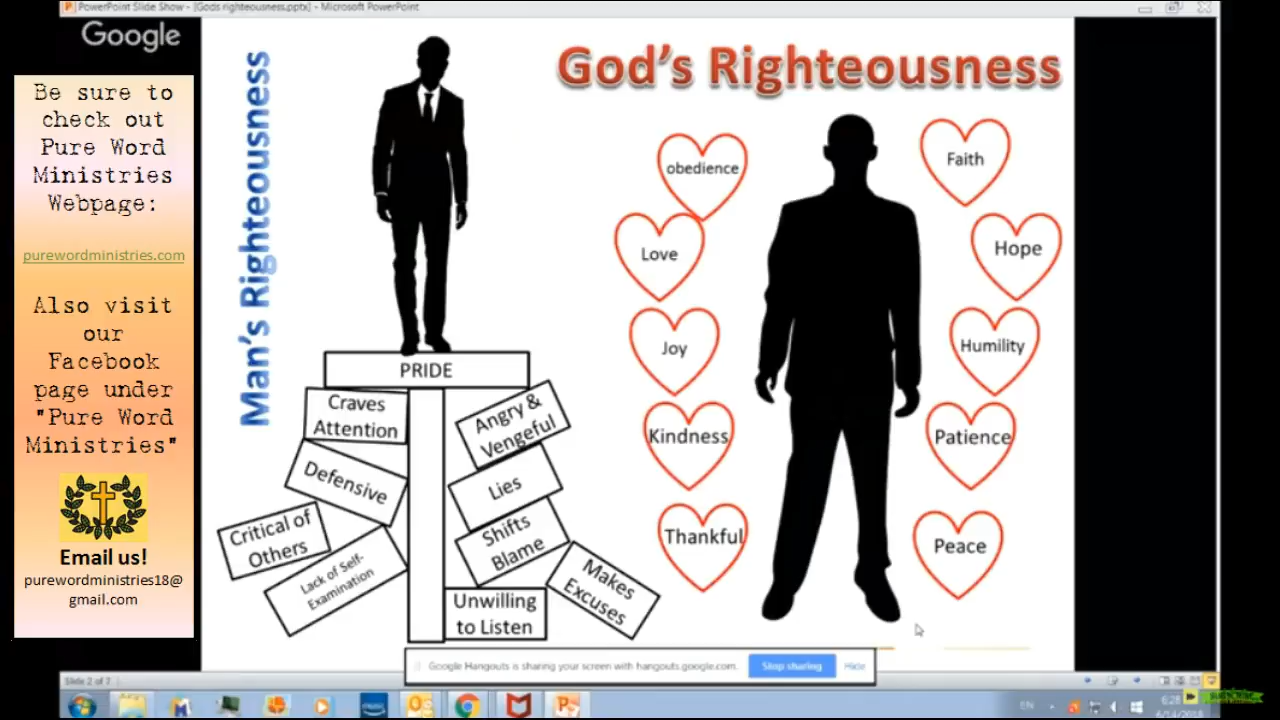 PowerPoint Slide Show - [Gods righteousness.pptx] - Microsoft PowerPoint
Google
Be sure to
check out
Pure Word
Ministries
Webpage:
purewordministries.com
Also visit
our
Facebook
page under
"Pure Word
Ministries"
Email us!
purewordministries18@
gmail.com
Man's Righteousness
PRIDE
Craves
Attention
Defensive
Critical of
Others
Lack of Self-
Examination
Angry &
Vengeful
Lies
Shifts
Blame
Makes
Excuses
Unwilling
to Listen
God's Righteousness
obedience
Faith
Love
Hope
Joy
Humility
Kindness
Patience
Thankful
Peace
Google Hangouts is sharing your screen with hangouts.google.com.
Stop sharing
Hide
Slide 2 of 7
EN
6/14/2018